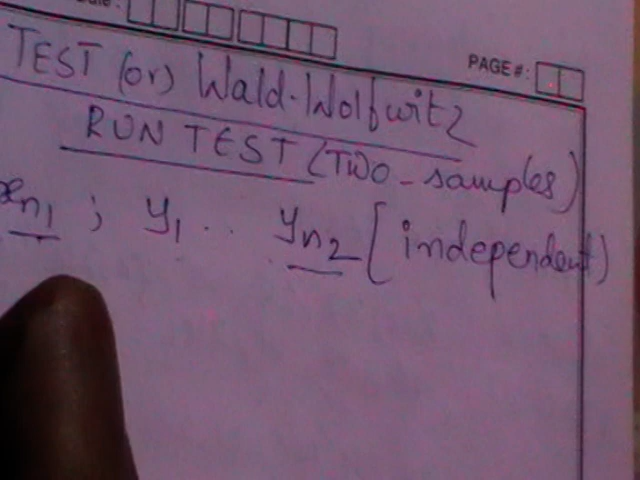 PAGE #:
TEST (or) Wald-Wolfwitz
RUN TEST (Two-samples)
xn1 ; y1 .. yn2 [independent)